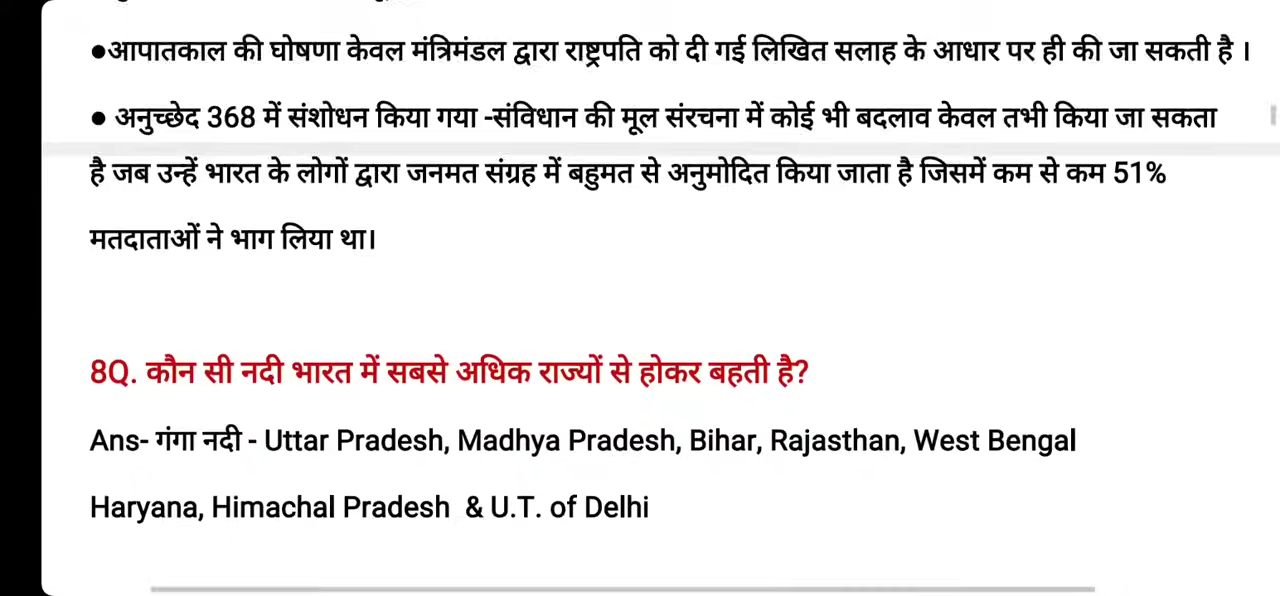 ●आपातकाल की घोषणा केवल मंत्रिमंडल द्वारा राष्ट्रपति को दी गई लिखित सलाह के आधार पर ही की जा सकती है ।
● अनुच्छेद 368 में संशोधन किया गया -संविधान की मूल संरचना में कोई भी बदलाव केवल तभी किया जा सकता
है जब उन्हें भारत के लोगों द्वारा जनमत संग्रह में बहुमत से अनुमोदित किया जाता है जिसमें कम से कम 51%
मतदाताओं ने भाग लिया था।
8Q. कौन सी नदी भारत में सबसे अधिक राज्यों से होकर बहती है?
Ans- गंगा नदी - Uttar Pradesh, Madhya Pradesh, Bihar, Rajasthan, West Bengal
Haryana, Himachal Pradesh & U.T. of Delhi